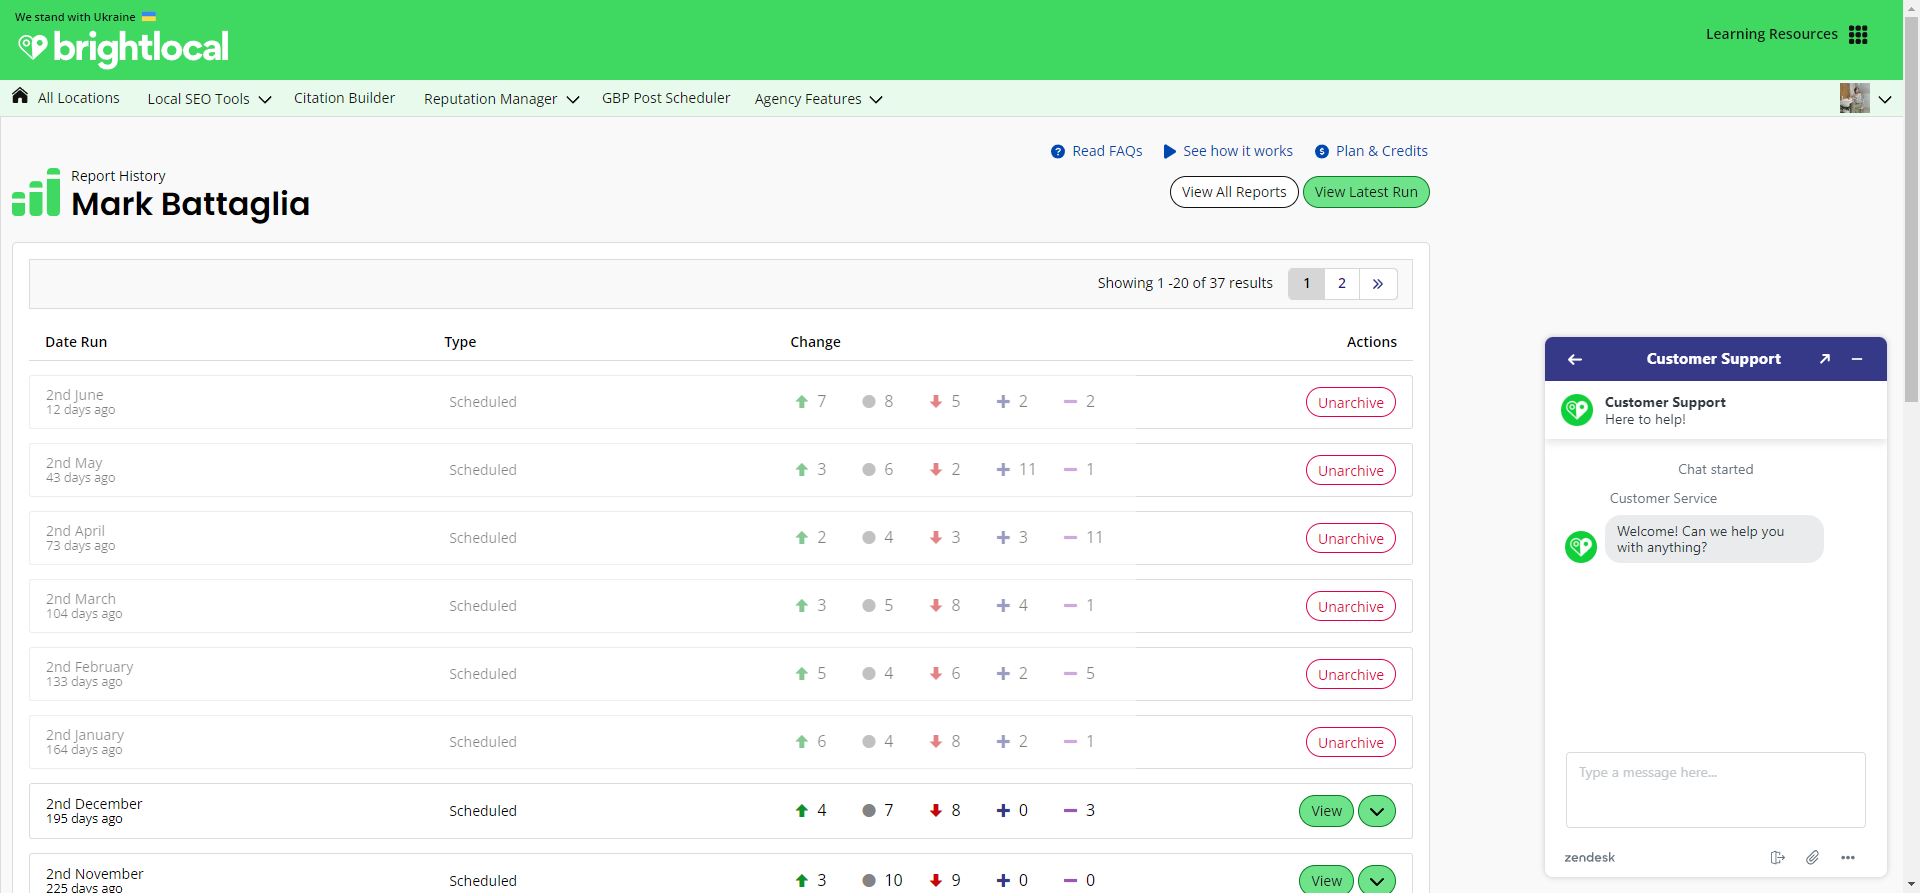 We stand with Ukraine
brightlocal
Learning Resources
All Locations
Local SEO Tools
Citation Builder
Reputation Manager
GBP Post Scheduler
Agency Features
Read FAQs
See how it works
Plan & Credits
Report History
Mark Battaglia
View All Reports
View Latest Run
Showing 1 -20 of 37 results 1 2 »
Date Run Type Change Actions
2nd June
12 days ago
Scheduled 7 8 5 2 2 Unarchive
2nd May
43 days ago
Scheduled 3 6 2 11 1 Unarchive
2nd April
73 days ago
Scheduled 2 4 3 3 11 Unarchive
2nd March
104 days ago
Scheduled 3 5 8 4 1 Unarchive
2nd February
133 days ago
Scheduled 5 4 6 2 5 Unarchive
2nd January
164 days ago
Scheduled 6 4 8 2 1 Unarchive
2nd December
195 days ago
Scheduled 4 7 8 0 3 View
2nd November
225 days ago
Scheduled 3 10 9 0 0 View
Customer Support
Customer Support
Here to help!
Chat started
Customer Service
Welcome! Can we help you
with anything?
Type a message here...
zendesk